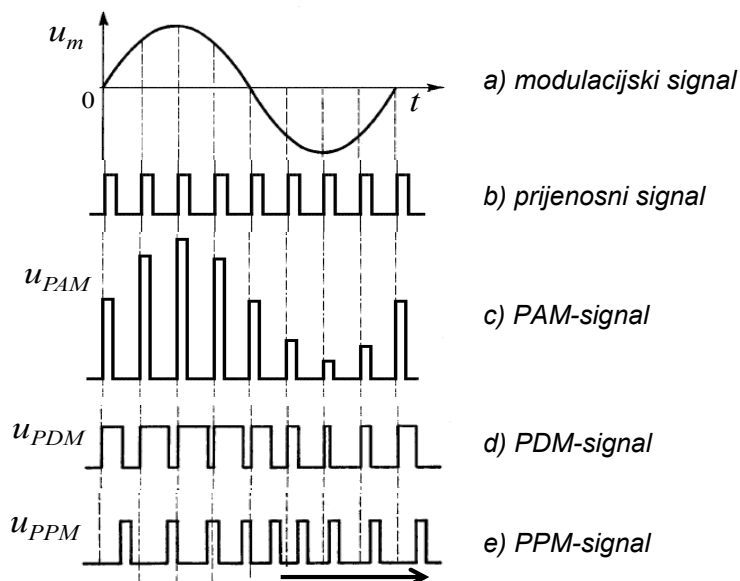 u_m
0
t
a) modulacijski signal
b) prijenosni signal
u_PAM
c) PAM-signal
u_PDM
d) PDM-signal
u_PPM
e) PPM-signal